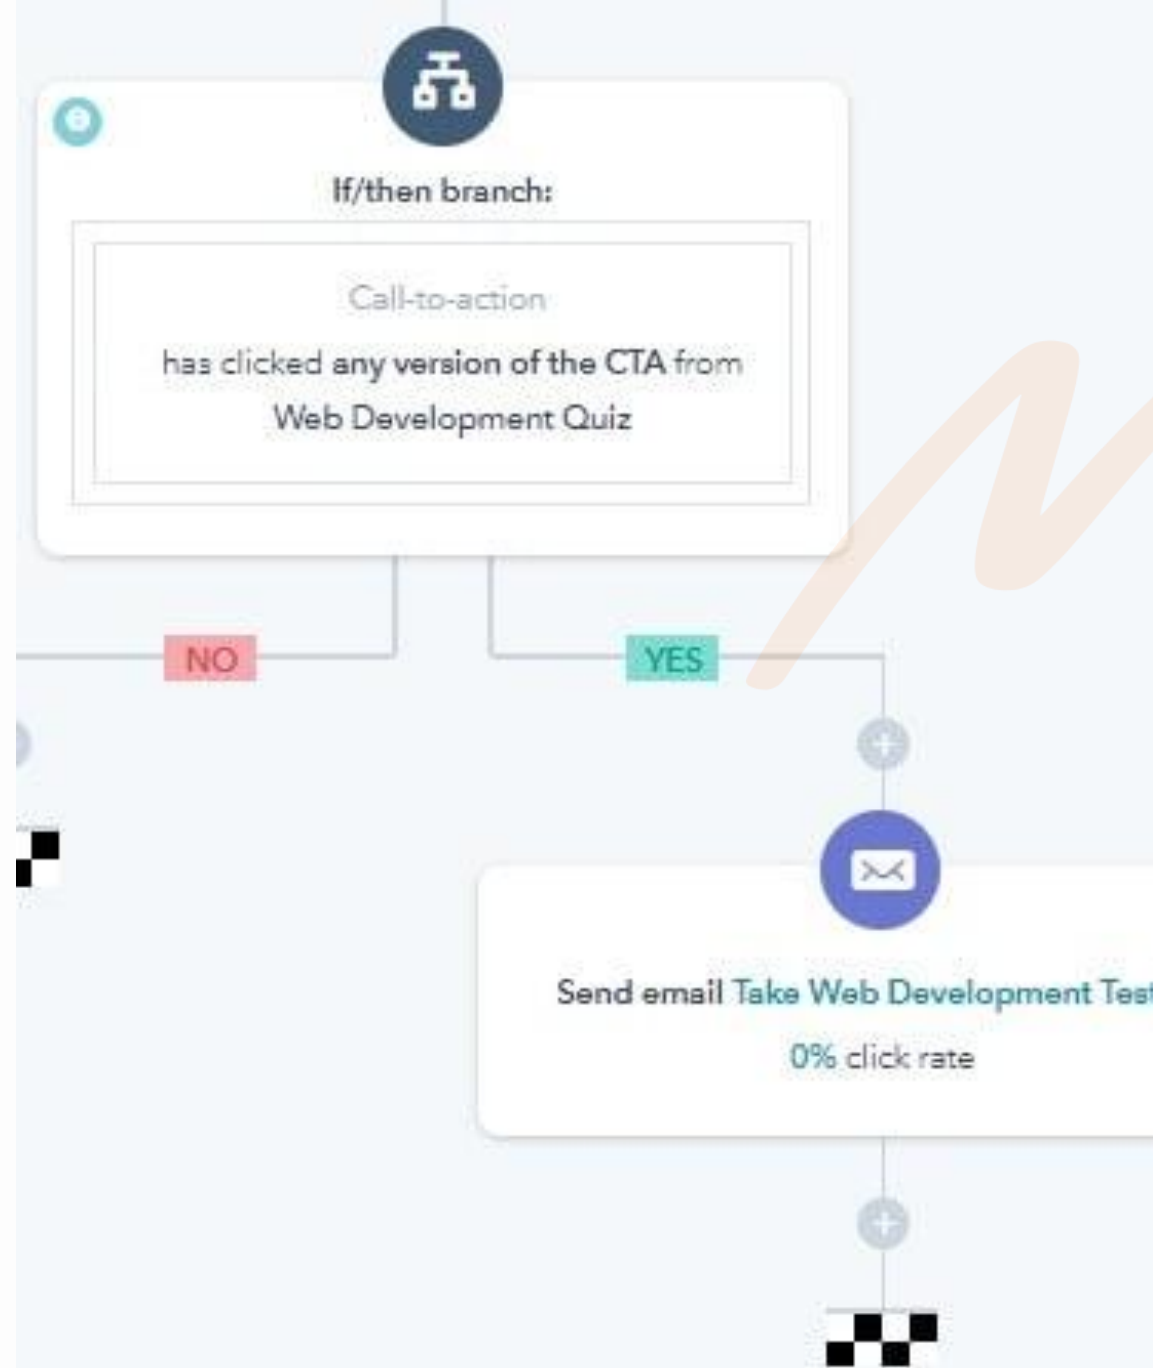 If/then branch:
Call-to-action
has clicked any version of the CTA from
Web Development Quiz
NO
YES
Send email Take Web Development Test
0% click rate